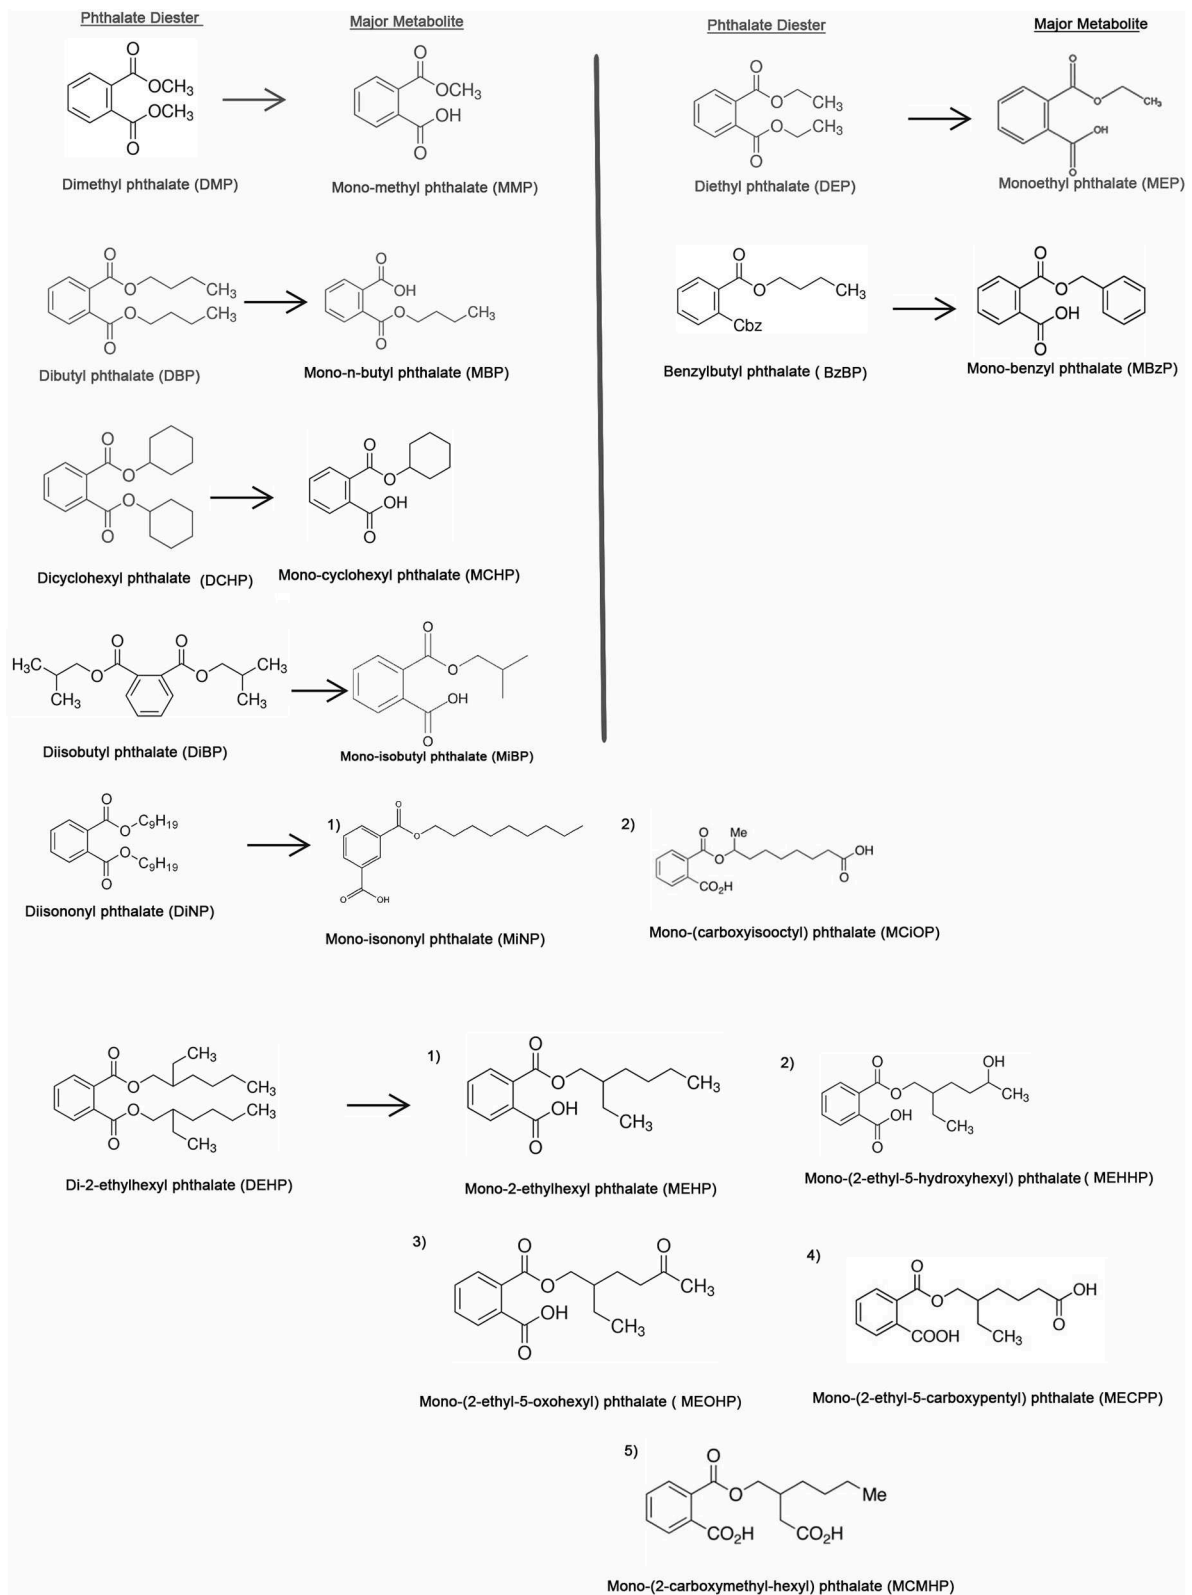 Phthalate Diester
Major Metabolite
O
OCH3
OCH3
O
Dimethyl phthalate (DMP)
O
OCH3
OH
O
Mono-methyl phthalate (MMP)
Phthalate Diester
Major Metabolite
O
O CH3
O CH3
O
Diethyl phthalate (DEP)
O
O CH3
OH
O
Monoethyl phthalate (MEP)
O
O CH3
O CH3
O
Dibutyl phthalate (DBP)
O
OH
O CH3
O
Mono-n-butyl phthalate (MBP)
O
O CH3
Cbz
Benzylbutyl phthalate ( BzBP)
O
O
OH
O
Mono-benzyl phthalate (MBzP)
O
O
O
O
Dicyclohexyl phthalate (DCHP)
O
O
OH
O
Mono-cyclohexyl phthalate (MCHP)
O O
H3C O O CH3
CH3 CH3
Diisobutyl phthalate (DiBP)
O
O
OH
O
Mono-isobutyl phthalate (MiBP)
O
O C9H19
O C9H19
O
Diisononyl phthalate (DiNP)
1)
O
O
O OH
Mono-isononyl phthalate (MiNP)
2)
O Me
O OH
O
CO2H
Mono-(carboxyisooctyl) phthalate (MCiOP)
O CH3
O CH3
O CH3
O CH3
Di-2-ethylhexyl phthalate (DEHP)
1)
O
O CH3
OH CH3
O
Mono-2-ethylhexyl phthalate (MEHP)
2)
O OH
O CH3
OH CH3
O
Mono-(2-ethyl-5-hydroxyhexyl) phthalate ( MEHHP)
3)
O O
O CH3
OH CH3
O
Mono-(2-ethyl-5-oxohexyl) phthalate ( MEOHP)
4)
O
O OH
O
COOH CH3
Mono-(2-ethyl-5-carboxypentyl) phthalate (MECPP)
5)
O
O Me
CO2H CO2H
Mono-(2-carboxymethyl-hexyl) phthalate (MCMHP)